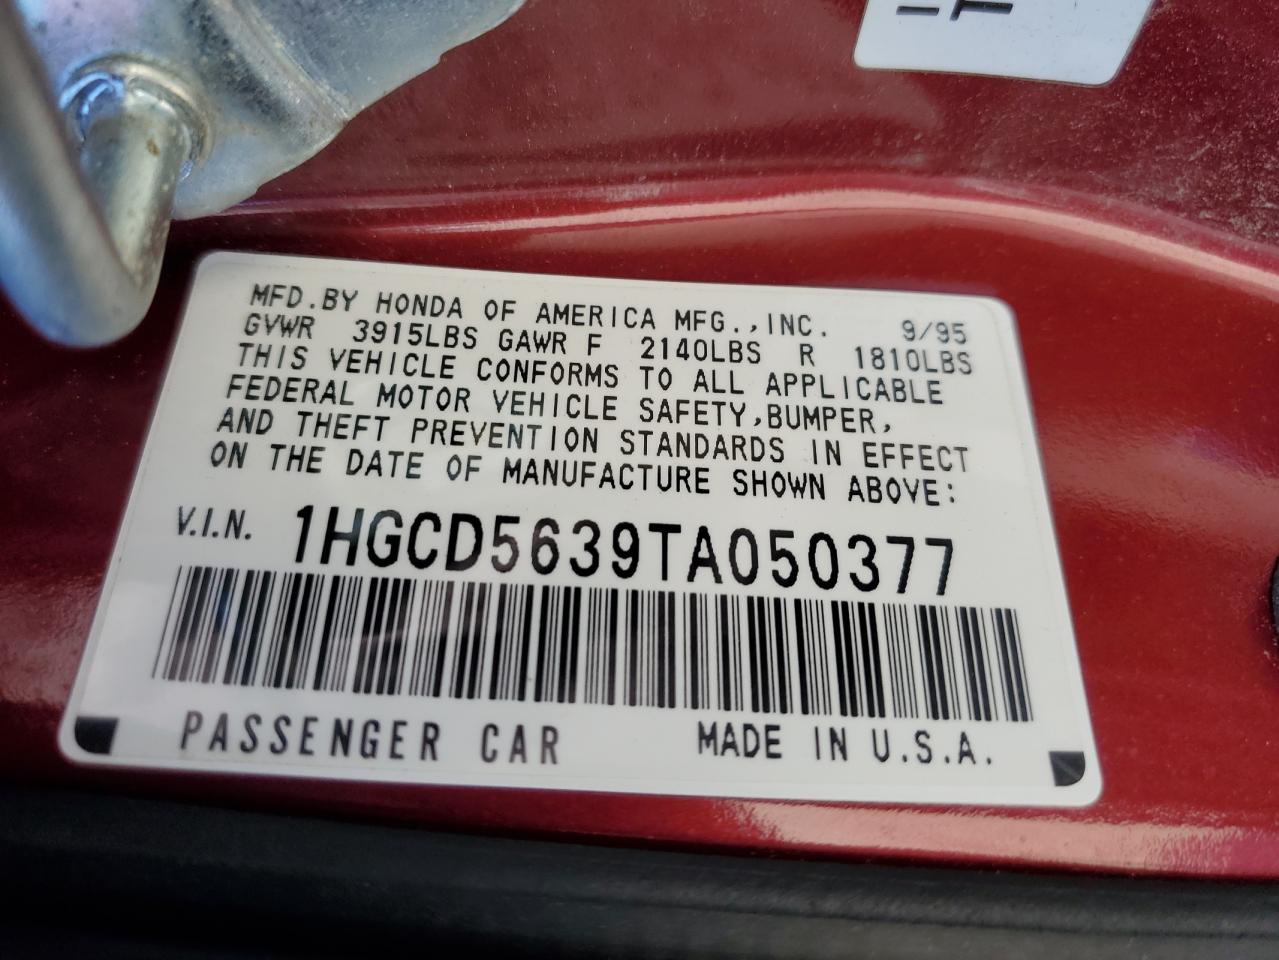 MFD.BY HONDA OF AMERICA MFG.,INC. 9/95
GVWR 3915LBS GAWR F 2140LBS R 1810LBS
THIS VEHICLE CONFORMS TO ALL APPLICABLE
FEDERAL MOTOR VEHICLE SAFETY,BUMPER,
AND THEFT PREVENTION STANDARDS IN EFFECT
ON THE DATE OF MANUFACTURE SHOWN ABOVE:
V.I.N. 1HGCD5639TA050377
PASSENGER CAR MADE IN U.S.A.